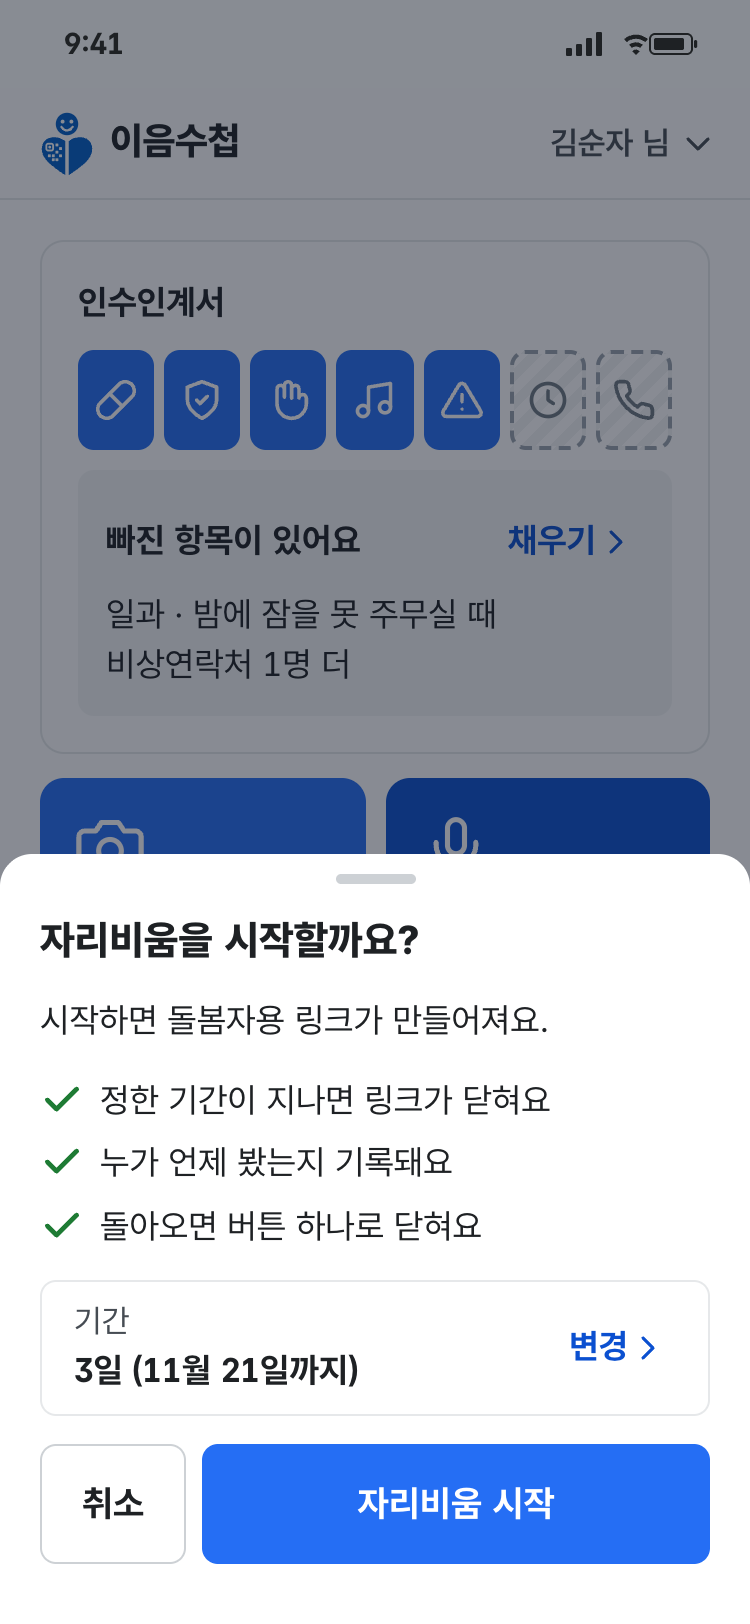 9:41
이음수첩
김순자 님
인수인계서
빠진 항목이 있어요
채우기
일과 · 밤에 잠을 못 주무실 때
비상연락처 1명 더
자리비움을 시작할까요?
시작하면 돌봄자용 링크가 만들어져요.
정한 기간이 지나면 링크가 닫혀요
누가 언제 봤는지 기록돼요
돌아오면 버튼 하나로 닫혀요
기간
3일 (11월 21일까지)
변경
취소
자리비움 시작